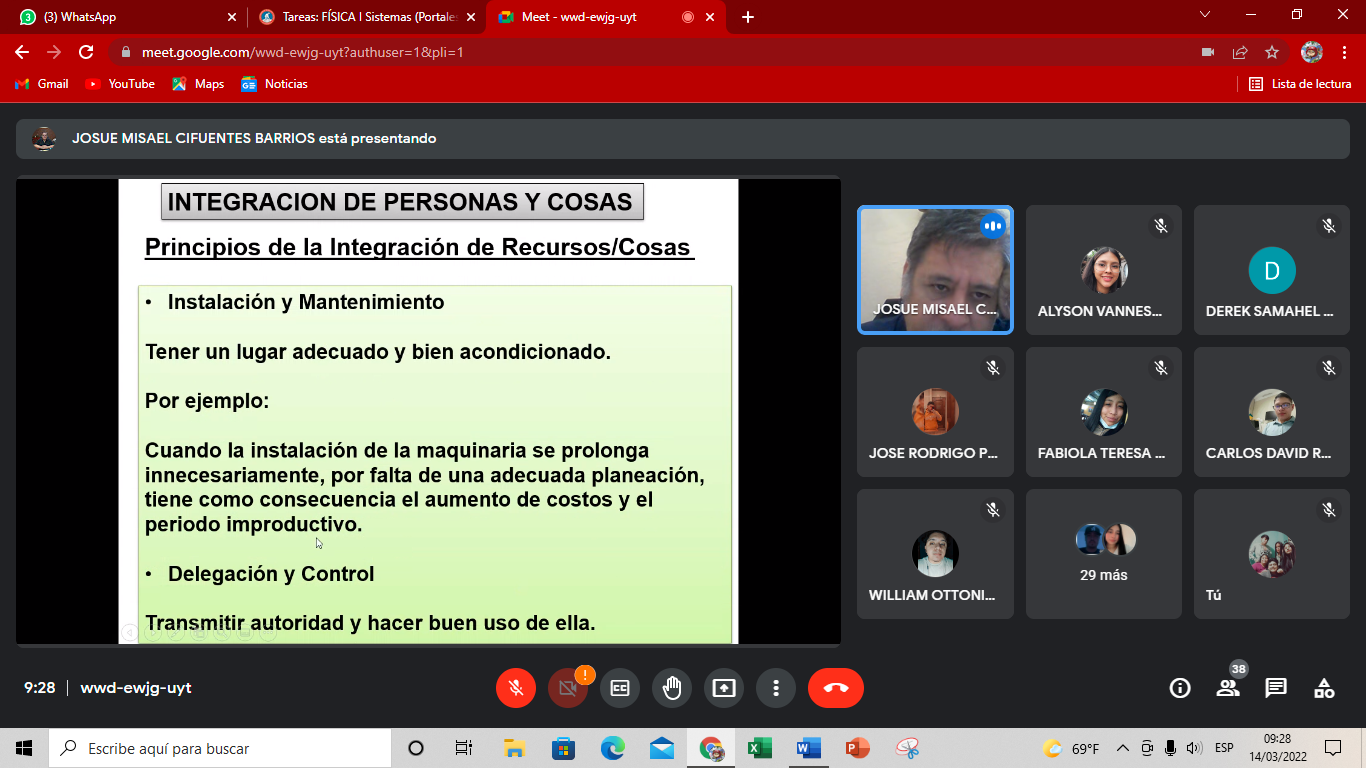 (3) WhatsApp
Tareas: FÍSICA I Sistemas (Portales
Meet - wwd-ewjg-uyt
meet.google.com/wwd-ewjg-uyt?authuser=1&pli=1
Gmail
YouTube
Maps
Noticias
Lista de lectura
JOSUE MISAEL CIFUENTES BARRIOS está presentando
INTEGRACION DE PERSONAS Y COSAS
Principios de la Integración de Recursos/Cosas
• Instalación y Mantenimiento
Tener un lugar adecuado y bien acondicionado.
Por ejemplo:
Cuando la instalación de la maquinaria se prolonga
innecesariamente, por falta de una adecuada planeación,
tiene como consecuencia el aumento de costos y el
periodo improductivo.
• Delegación y Control
Transmitir autoridad y hacer buen uso de ella.
JOSUE MISAEL C...
ALYSON VANNES...
D
DEREK SAMAHEL ...
JOSE RODRIGO P...
FABIOLA TERESA ...
CARLOS DAVID R...
WILLIAM OTTONI...
29 más
Tú
9:28 | wwd-ewjg-uyt
38
Escribe aquí para buscar
69°F
ESP
09:28
14/03/2022